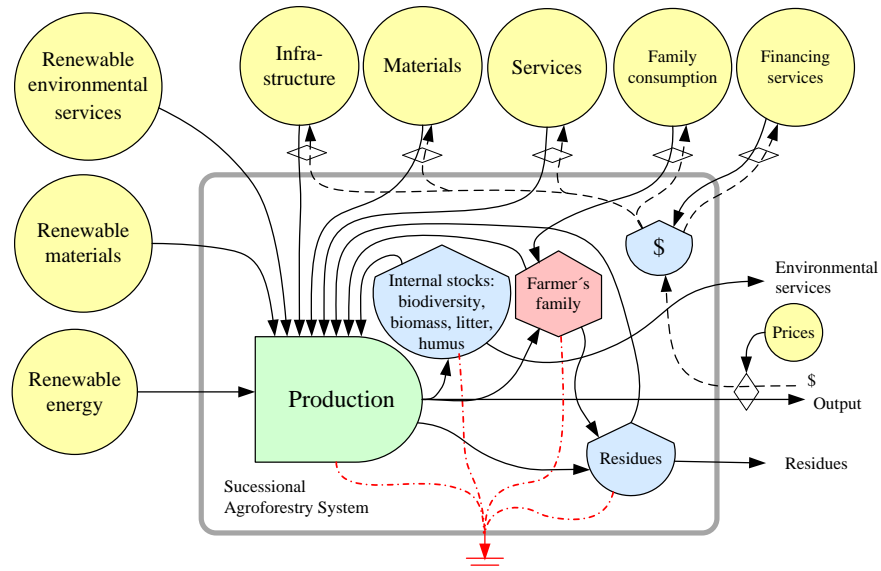 Renewable
environmental
services
Infra-
structure
Materials
Services
Family
consumption
Financing
services
Renewable
materials
$
Internal stocks:
biodiversity,
biomass, litter,
humus
Farmer´s
family
Environmental
services
Prices
Renewable
energy
Production
$
Output
Residues
Residues
Sucessional
Agroforestry System